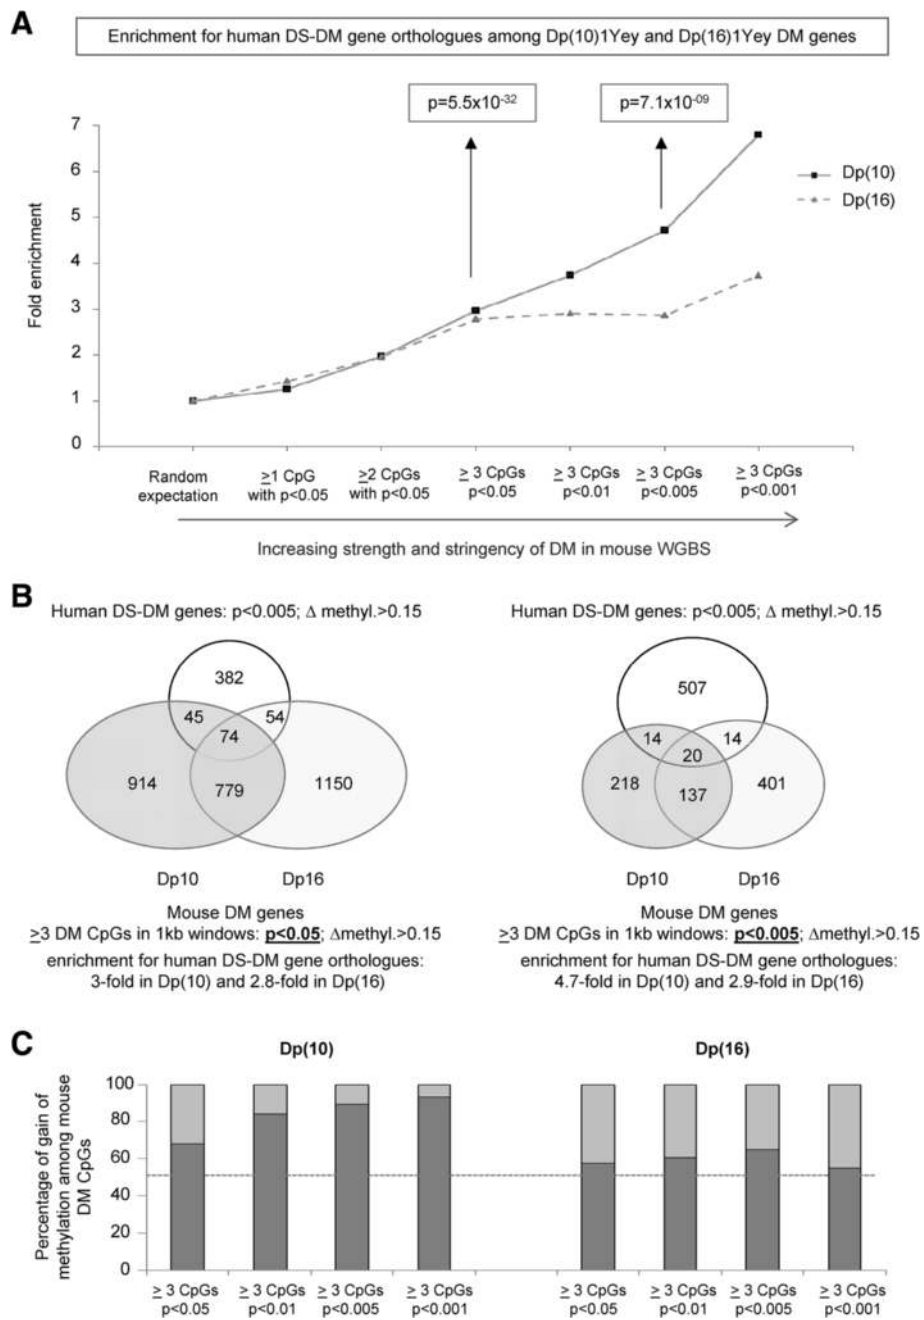 A
Enrichment for human DS-DM gene orthologues among Dp(10)1Yey and Dp(16)1Yey DM genes
p=5.5x10-32
p=7.1x10-09
7
6
5
4
3
2
1
0
Fold enrichment
Dp(10)
Dp(16)
Random expectation
≥1 CpG with p<0.05
≥2 CpGs with p<0.05
≥ 3 CpGs p<0.05
≥ 3 CpGs p<0.01
≥ 3 CpGs p<0.005
≥ 3 CpGs p<0.001
Increasing strength and stringency of DM in mouse WGBS
B
Human DS-DM genes: p<0.005; Δ methyl.>0.15
382
45
54
74
914
779
1150
Dp10
Dp16
Mouse DM genes
≥3 DM CpGs in 1kb windows: p<0.05; Δmethyl.>0.15
enrichment for human DS-DM gene orthologues:
3-fold in Dp(10) and 2.8-fold in Dp(16)
Human DS-DM genes: p<0.005; Δ methyl.>0.15
507
14
14
20
218
137
401
Dp10
Dp16
Mouse DM genes
≥3 DM CpGs in 1kb windows: p<0.005; Δmethyl.>0.15
enrichment for human DS-DM gene orthologues:
4.7-fold in Dp(10) and 2.9-fold in Dp(16)
C
Dp(10)
Dp(16)
Percentage of gain of
methylation among mouse
DM CpGs
100
80
60
40
20
0
≥ 3 CpGs p<0.05
≥ 3 CpGs p<0.01
≥ 3 CpGs p<0.005
≥ 3 CpGs p<0.001
≥ 3 CpGs p<0.05
≥ 3 CpGs p<0.01
≥ 3 CpGs p<0.005
≥ 3 CpGs p<0.001